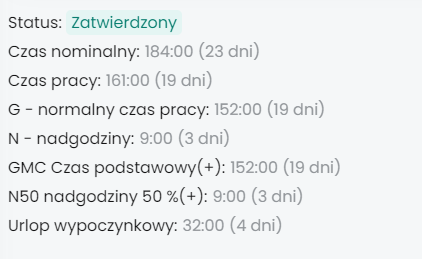 Status: Zatwierdzony
Czas nominalny: 184:00 (23 dni)
Czas pracy: 161:00 (19 dni)
G - normalny czas pracy: 152:00 (19 dni)
N - nadgodziny: 9:00 (3 dni)
GMC Czas podstawowy(+): 152:00 (19 dni)
N50 nadgodziny 50 %(+): 9:00 (3 dni)
Urlop wypoczynkowy: 32:00 (4 dni)